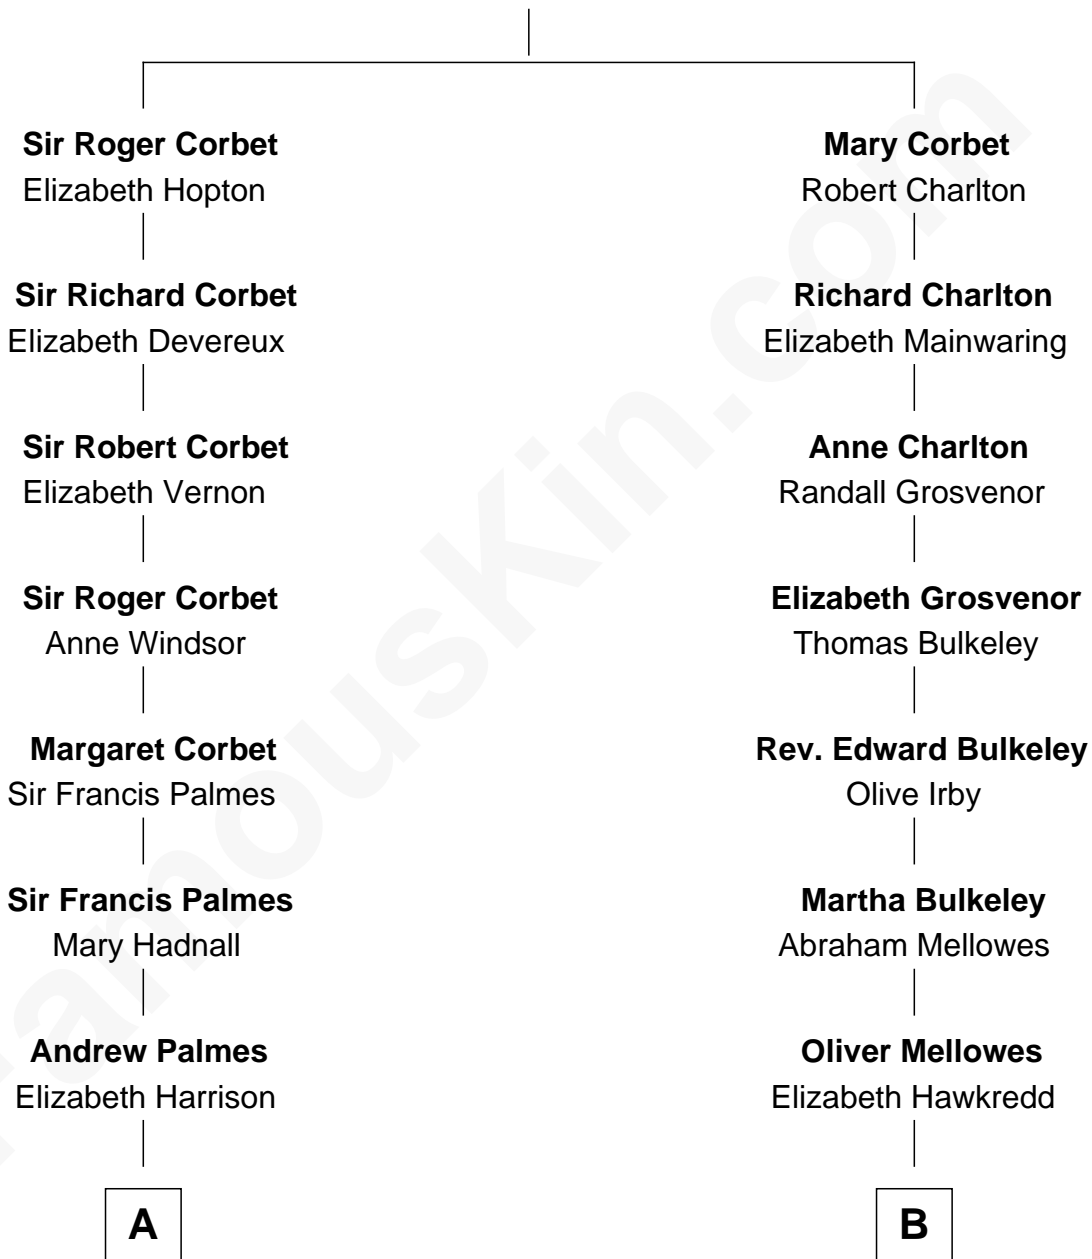 Sir Roger Corbet
Elizabeth Hopton
Mary Corbet
Robert Charlton
Sir Richard Corbet
Elizabeth Devereux
Richard Charlton
Elizabeth Mainwaring
Sir Robert Corbet
Elizabeth Vernon
Anne Charlton
Randall Grosvenor
Sir Roger Corbet
Anne Windsor
Elizabeth Grosvenor
Thomas Bulkeley
Margaret Corbet
Sir Francis Palmes
Rev. Edward Bulkeley
Olive Irby
Sir Francis Palmes
Mary Hadnall
Martha Bulkeley
Abraham Mellowes
Andrew Palmes
Elizabeth Harrison
Oliver Mellowes
Elizabeth Hawkredd
A
B
FamousKin.com